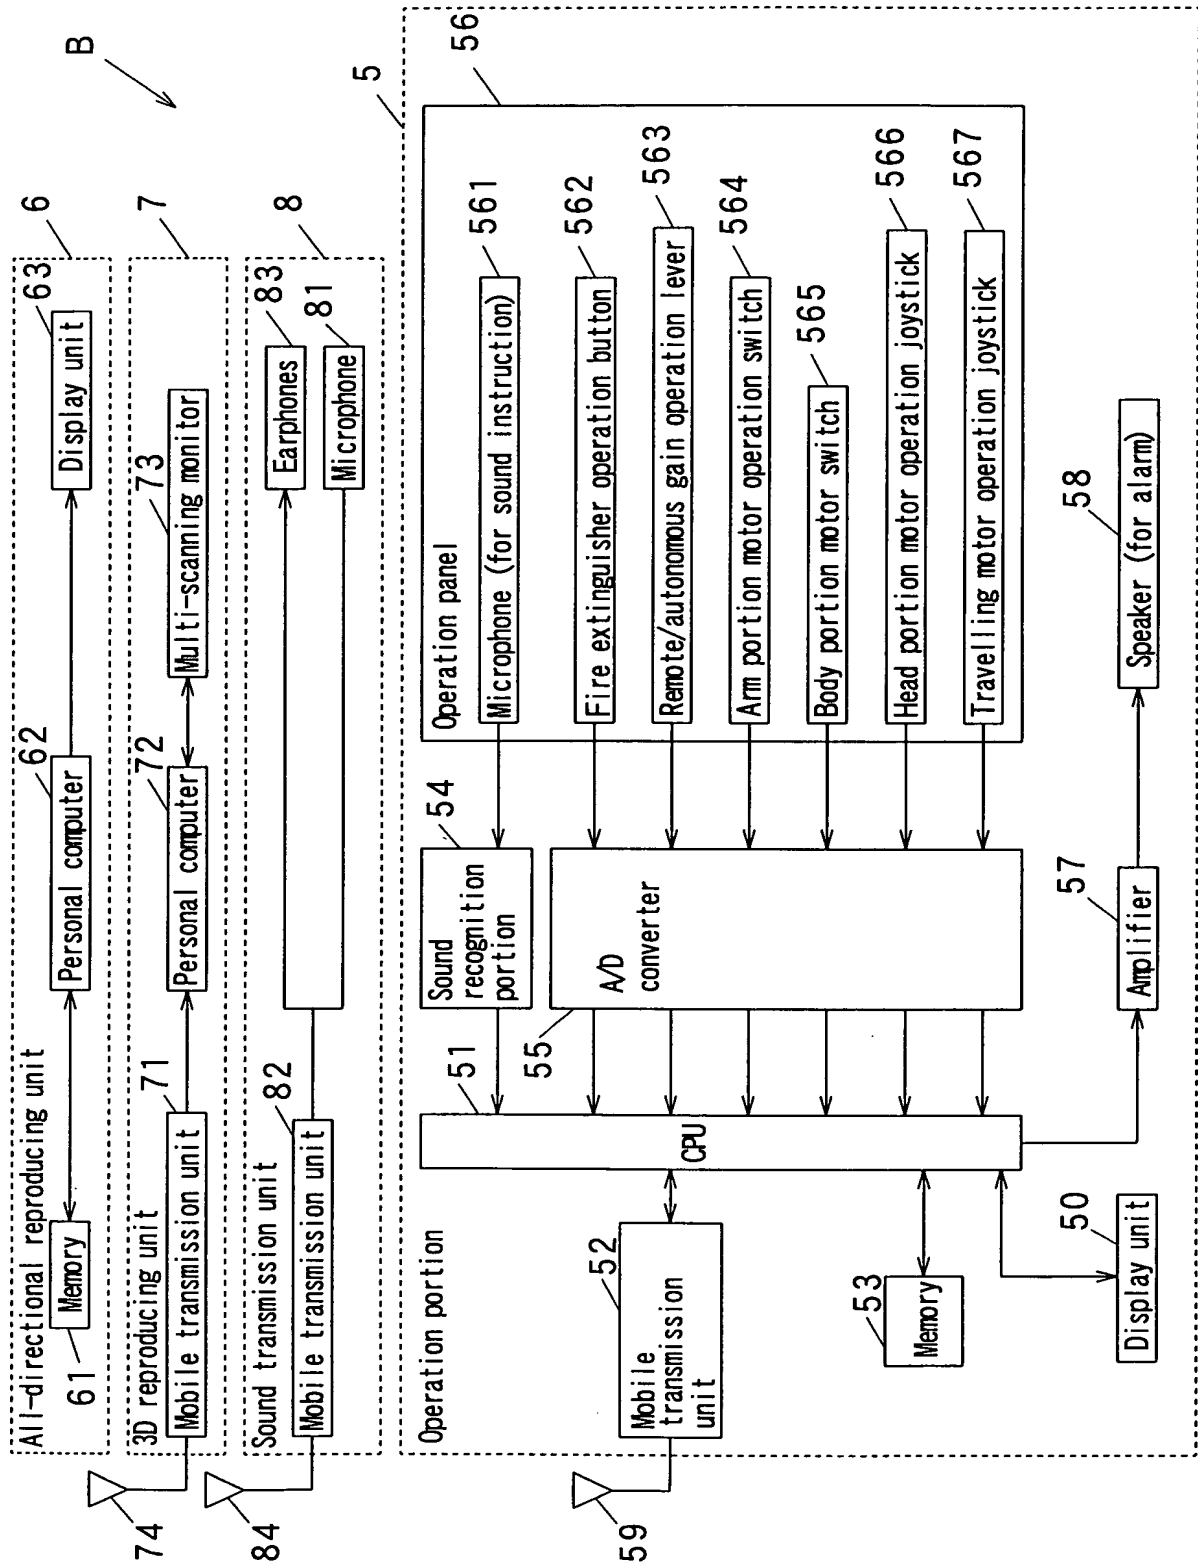 B
All-directional reproducing unit
6
61
Memory
62
Personal computer
63
Display unit
3D reproducing unit
7
74
71
Mobile transmission unit
72
Personal computer
73
Multi-scanning monitor
Sound transmission unit
8
84
82
Mobile transmission unit
83
Earphones
81
Microphone
5
Operation portion
59
52
Mobile
transmission
unit
53
Memory
50
Display unit
51
CPU
54
Sound
recognition
portion
55
A/D
converter
57
Amplifier
58
Speaker (for alarm)
56
Operation panel
561
Microphone (for sound instruction)
562
Fire extinguisher operation button
563
Remote/autonomous gain operation lever
564
Arm portion motor operation switch
565
Body portion motor switch
566
Head portion motor operation joystick
567
Travelling motor operation joystick